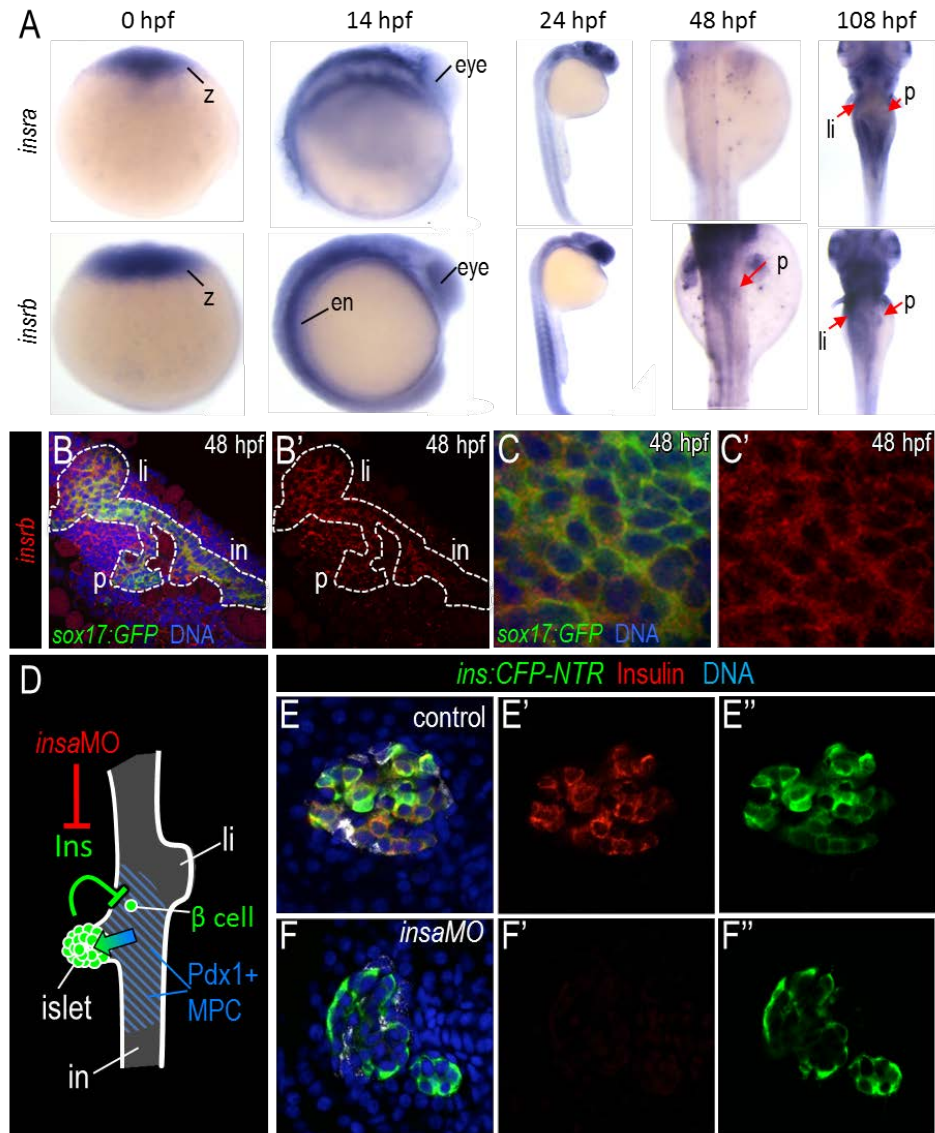 A
0 hpf
14 hpf
24 hpf
48 hpf
108 hpf
insra
z
eye
li
p
insrb
z
en
eye
p
li
p
insrb
B
48 hpf
li
in
p
sox17:GFP DNA
B'
48 hpf
li
in
p
C
48 hpf
sox17:GFP DNA
C'
48 hpf
D
insaMO
Ins
li
β cell
islet
Pdx1+
MPC
in
ins:CFP-NTR Insulin DNA
E
control
E'
E''
F
insaMO
F'
F''